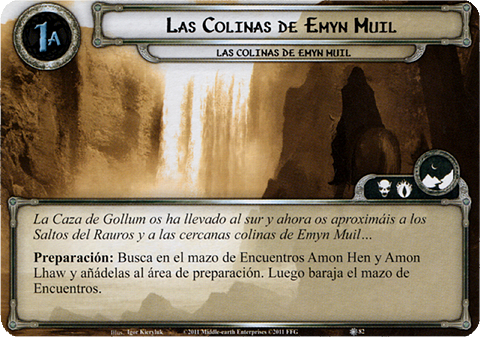 1A
Las Colinas de Emyn Muil
Las Colinas de Emyn Muil
La Caza de Gollum os ha llevado al sur y ahora os aproximáis a los
Saltos del Rauros y a las cercanas colinas de Emyn Muil…
Preparación: Busca en el mazo de Encuentros Amon Hen y Amon
Lhaw y añádelas al área de preparación. Luego baraja el mazo de
Encuentros.
Illus. Igor Kieryluk ©2011 Middle-earth Enterprises ©2011 FFG 82